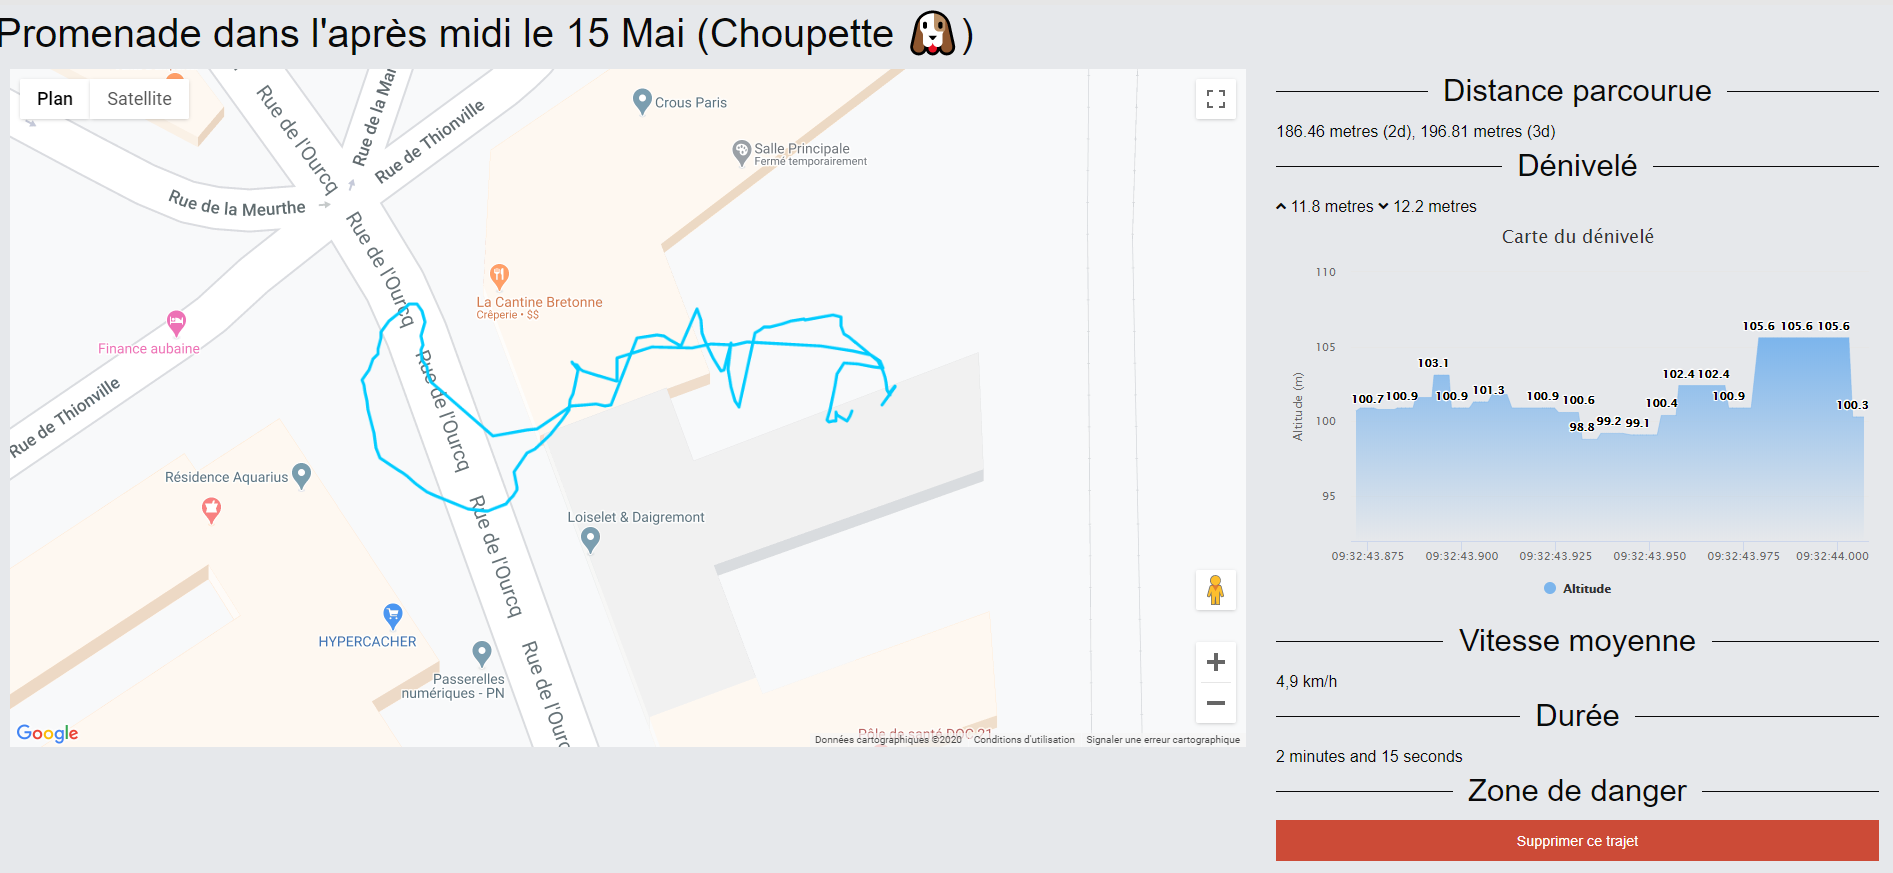 Promenade dans l'après midi le 15 Mai (Choupette 🐶)
Plan
Satellite
Rue de l'Ourcq
Rue de la Mar
Rue de Thionville
Crous Paris
Salle Principale
Fermé temporairement
Rue de la Meurthe
Rue de l'Ourcq
La Cantine Bretonne
Crêperie • $$
Finance aubaine
Rue de Thionville
Rue de l'Ourcq
Résidence Aquarius
Rue de l'Ourcq
Loiselet & Daigremont
HYPERCACHER
Passerelles
numériques - PN
Rue de l'Ourc
Pôle de santé DOC 21
Google
Données cartographiques ©2020
Conditions d'utilisation
Signaler une erreur cartographique
Distance parcourue
186.46 metres (2d), 196.81 metres (3d)
Dénivelé
11.8 metres 12.2 metres
Carte du dénivelé
Altitude (m)
110
105
100
95
100.7
100.9
103.1
100.9
101.3
100.9
100.6
98.8
99.2
99.1
100.4
102.4
102.4
100.9
105.6
105.6
105.6
100.3
09:32:43.875
09:32:43.900
09:32:43.925
09:32:43.950
09:32:43.975
09:32:44.000
Altitude
Vitesse moyenne
4,9 km/h
Durée
2 minutes and 15 seconds
Zone de danger
Supprimer ce trajet